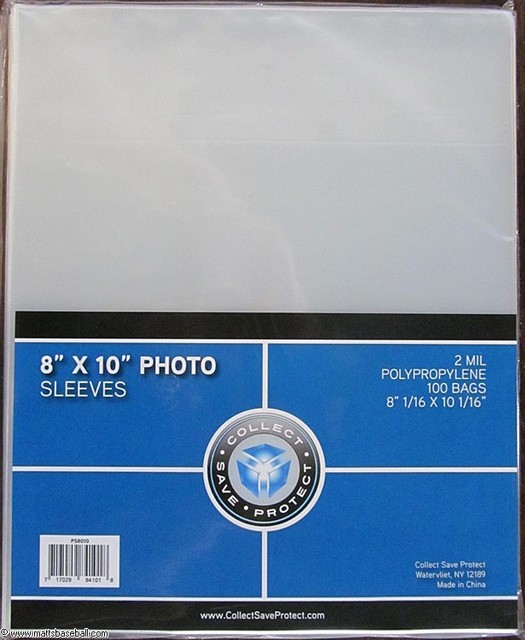 8” X 10” PHOTO
SLEEVES
2 MIL
POLYPROPYLENE
100 BAGS
8” 1/16 X 10 1/16”
COLLECT
SAVE • PROTECT
PS8010
7 17029 94101 8
Collect Save Protect
Watervliet, NY 12189
Made in China
www.CollectSaveProtect.com
© www.mattsbaseball.com